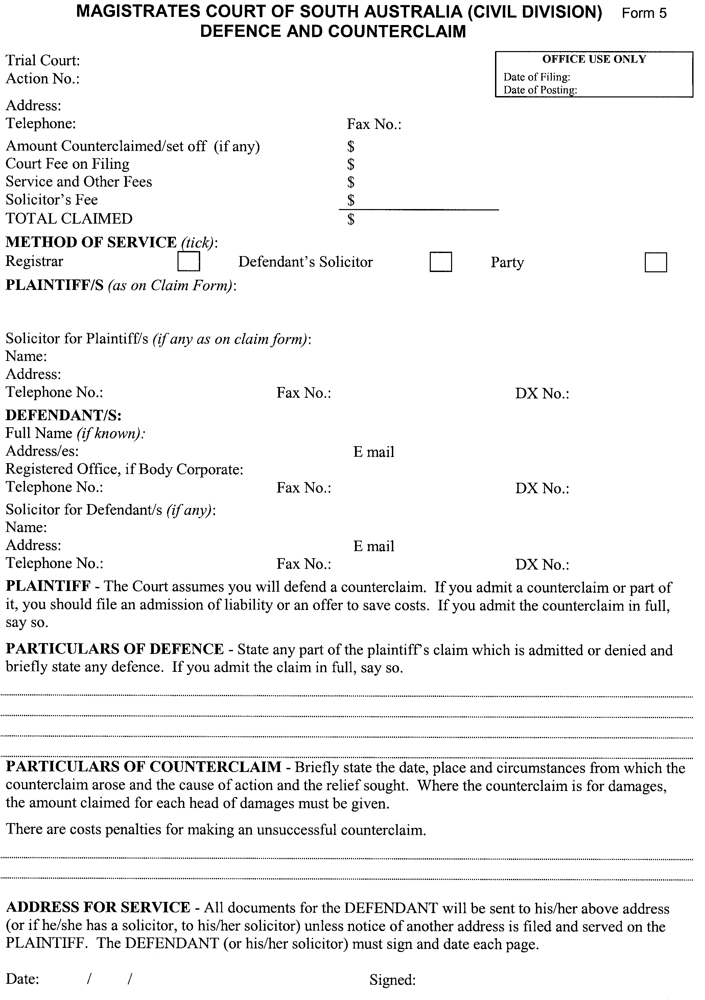 MAGISTRATES COURT OF SOUTH AUSTRALIA (CIVIL DIVISION) Form 5
DEFENCE AND COUNTERCLAIM
Trial Court:
Action No.:
OFFICE USE ONLY
Date of Filing:
Date of Posting:
Address:
Telephone: Fax No.:
Amount Counterclaimed/set off (if any) $
Court Fee on Filing $
Service and Other Fees $
Solicitor's Fee $
TOTAL CLAIMED $
METHOD OF SERVICE (tick):
Registrar Defendant's Solicitor Party
PLAINTIFF/S (as on Claim Form):
Solicitor for Plaintiff/s (if any as on claim form):
Name:
Address:
Telephone No.: Fax No.: DX No.:
DEFENDANT/S:
Full Name (if known):
Address/es: E mail
Registered Office, if Body Corporate:
Telephone No.: Fax No.: DX No.:
Solicitor for Defendant/s (if any):
Name:
Address: E mail
Telephone No.: Fax No.: DX No.:
PLAINTIFF - The Court assumes you will defend a counterclaim. If you admit a counterclaim or part of
it, you should file an admission of liability or an offer to save costs. If you admit the counterclaim in full,
say so.
PARTICULARS OF DEFENCE - State any part of the plaintiff's claim which is admitted or denied and
briefly state any defence. If you admit the claim in full, say so.
PARTICULARS OF COUNTERCLAIM - Briefly state the date, place and circumstances from which the
counterclaim arose and the cause of action and the relief sought. Where the counterclaim is for damages,
the amount claimed for each head of damages must be given.
There are costs penalties for making an unsuccessful counterclaim.
ADDRESS FOR SERVICE - All documents for the DEFENDANT will be sent to his/her above address
(or if he/she has a solicitor, to his/her solicitor) unless notice of another address is filed and served on the
PLAINTIFF. The DEFENDANT (or his/her solicitor) must sign and date each page.
Date: / / Signed: